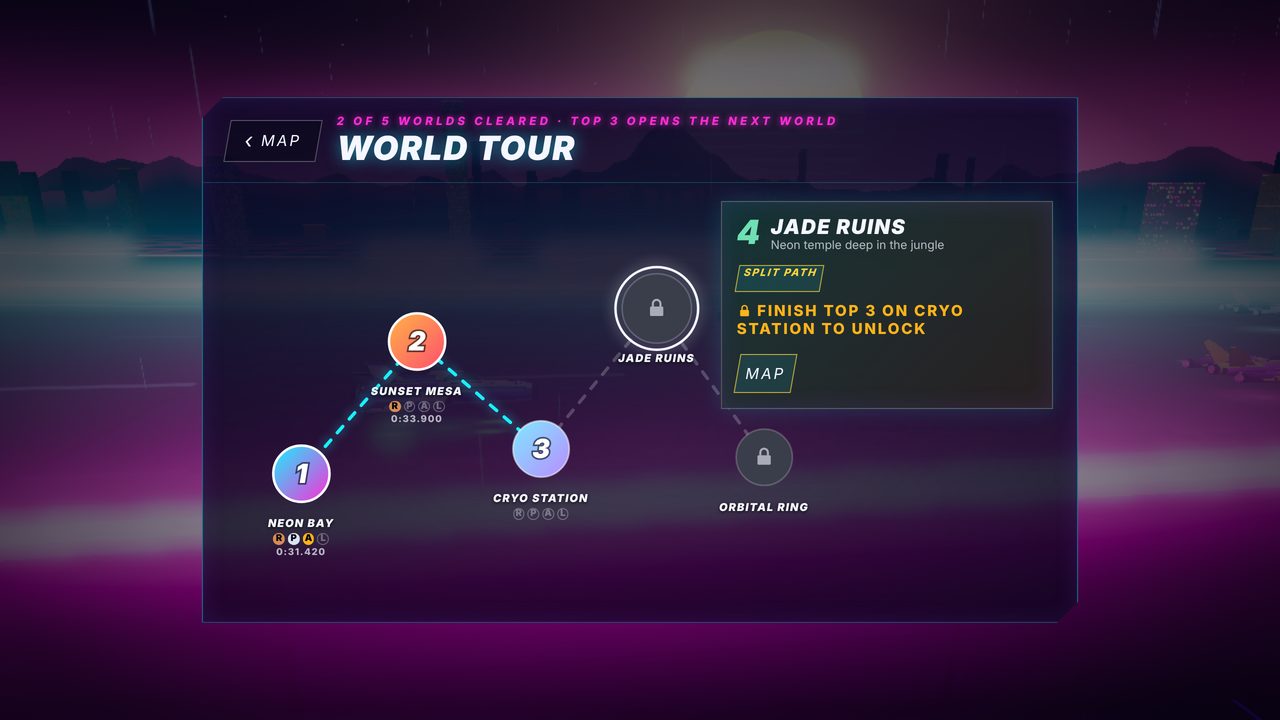 ‹ MAP
2 OF 5 WORLDS CLEARED · TOP 3 OPENS THE NEXT WORLD
WORLD TOUR
4 JADE RUINS
Neon temple deep in the jungle
SPLIT PATH
FINISH TOP 3 ON CRYO
STATION TO UNLOCK
MAP
JADE RUINS
2
SUNSET MESA
R P A L
0:33.900
3
CRYO STATION
R P A L
1
NEON BAY
R P A L
0:31.420
ORBITAL RING